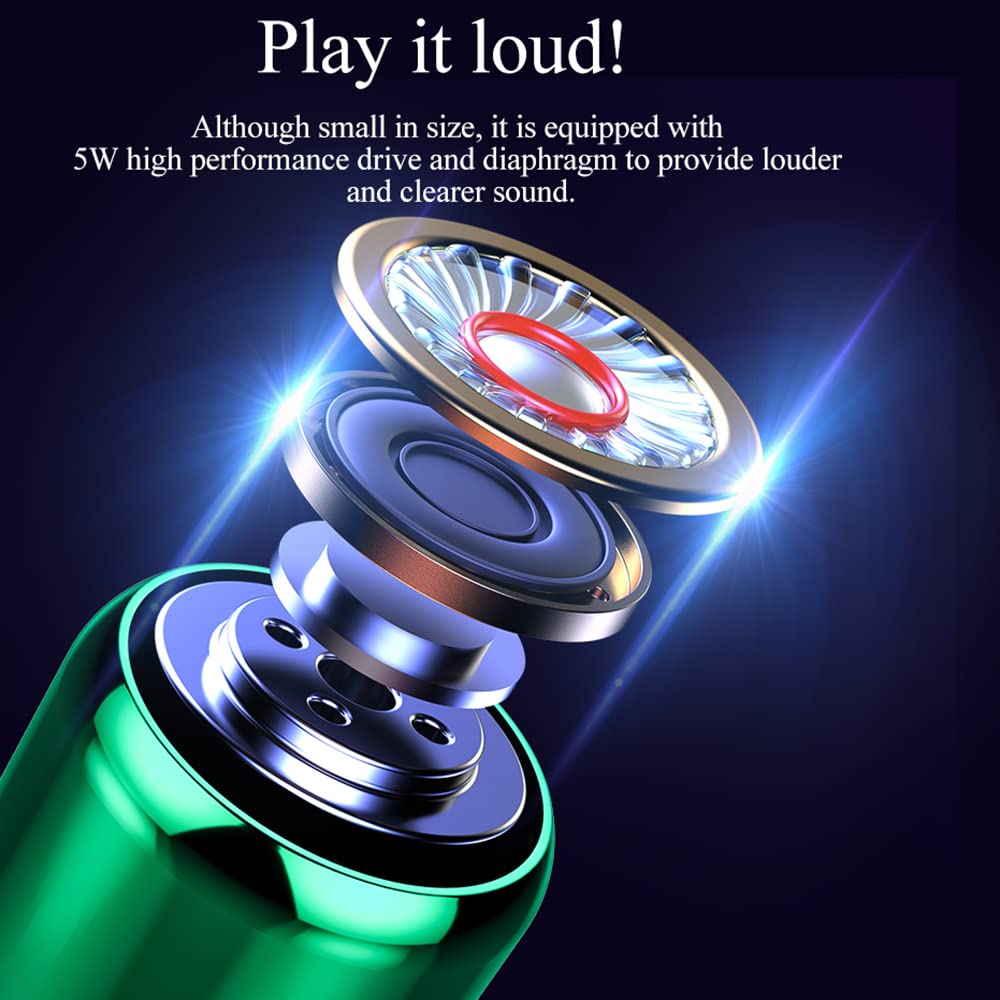 Play it loud!
Although small in size, it is equipped with
5W high performance drive and diaphragm to provide louder
and clearer sound.